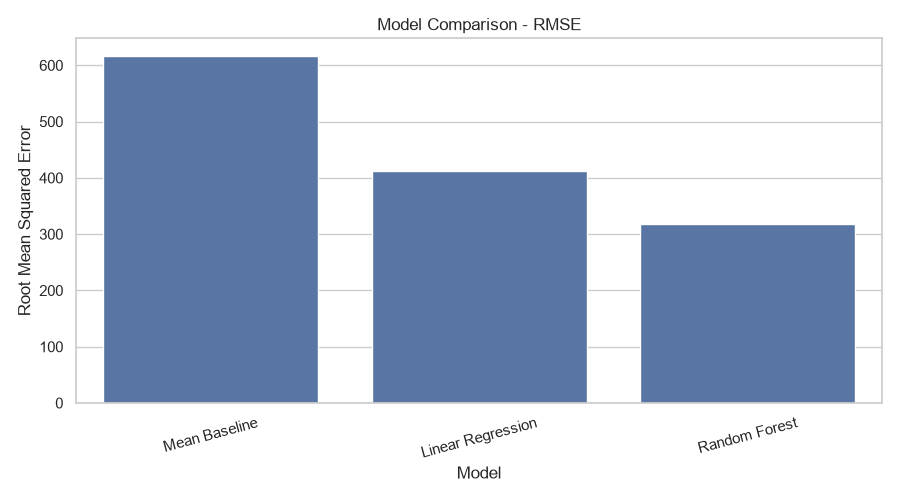 Model Comparison - RMSE
Root Mean Squared Error
600
500
400
300
200
100
0
Mean Baseline
Linear Regression
Random Forest
Model